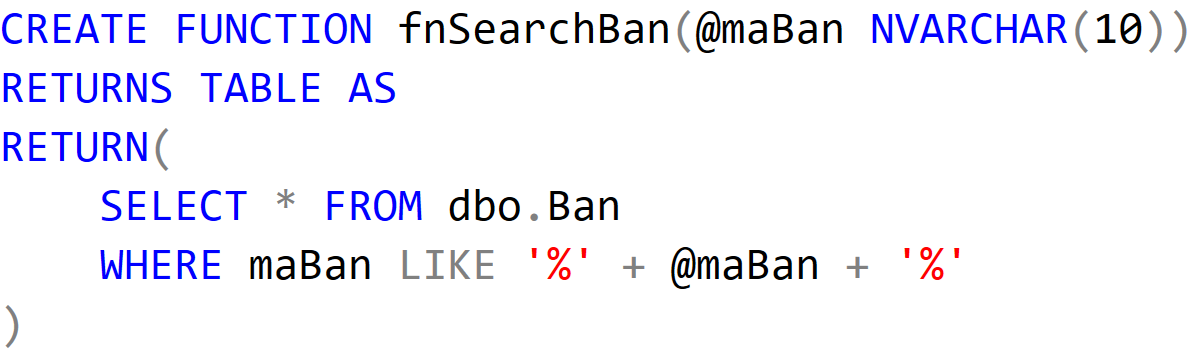 CREATE FUNCTION fnSearchBan(@maBan NVARCHAR(10))
RETURNS TABLE AS
RETURN(
    SELECT * FROM dbo.Ban
    WHERE maBan LIKE '%' + @maBan + '%'
)